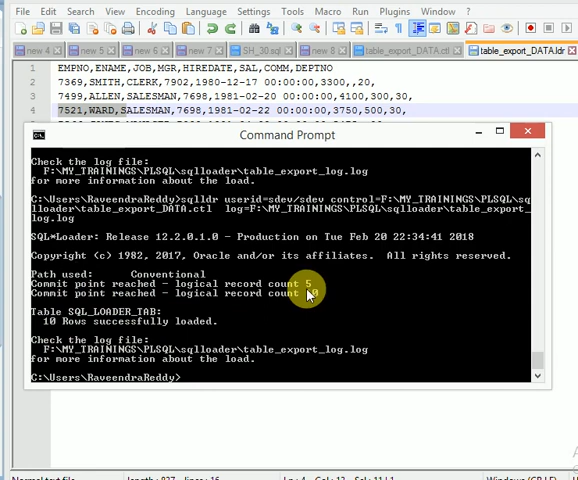 File Edit Search View Encoding Language Settings Tools Macro Run Plugins Window ?
new 4 new 5 new 6 new 7 SH_30.sql new 8 table_export_DATA.ctl table_export_DATA.ldr
1 EMPNO,ENAME,JOB,MGR,HIREDATE,SAL,COMM,DEPTNO
2 7369,SMITH,CLERK,7902,1980-12-17 00:00:00,3300,,20,
3 7499,ALLEN,SALESMAN,7698,1981-02-20 00:00:00,4100,300,30,
4 7521,WARD,SALESMAN,7698,1981-02-22 00:00:00,3750,500,30,
Command Prompt
Check the log file:
F:\MY_TRAININGS\PLSQL\sqlloader\table_export_log.log
for more information about the load.
C:\Users\RaveendraReddy>sqlldr userid=sdev/sdev control=F:\MY_TRAININGS\PLSQL\sq
lloader\table_export_DATA.ctl log=F:\MY_TRAININGS\PLSQL\sqlloader\table_export_
log.log
SQL*Loader: Release 12.2.0.1.0 - Production on Tue Feb 20 22:34:41 2018
Copyright (c) 1982, 2017, Oracle and/or its affiliates. All rights reserved.
Path used: Conventional
Commit point reached - logical record count 5
Commit point reached - logical record count 10
Table SQL_LOADER_TAB:
10 Rows successfully loaded.
Check the log file:
F:\MY_TRAININGS\PLSQL\sqlloader\table_export_log.log
for more information about the load.
C:\Users\RaveendraReddy>